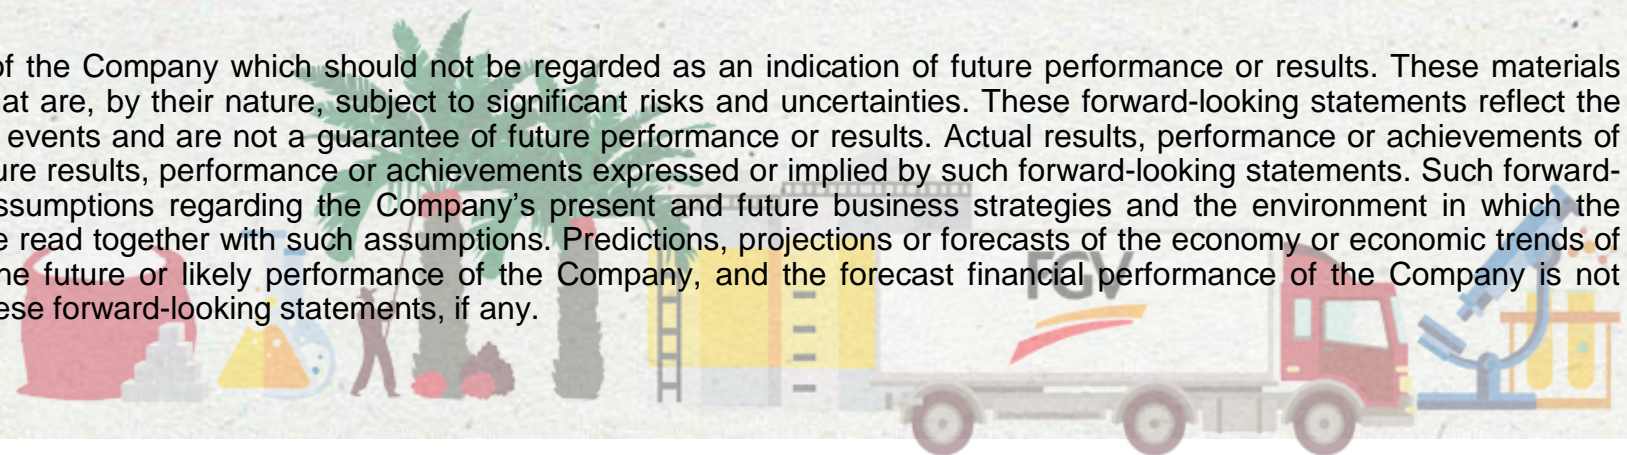 of the Company which should not be regarded as an indication of future performance or results. These materials
are, by their nature, subject to significant risks and uncertainties. These forward-looking statements reflect the
events and are not a guarantee of future performance or results. Actual results, performance or achievements of
results, performance or achievements expressed or implied by such forward-looking statements. Such forward-
assumptions regarding the Company's present and future business strategies and the environment in which the
read together with such assumptions. Predictions, projections or forecasts of the economy or economic trends of
future or likely performance of the Company, and the forecast financial performance of the Company is not
forward-looking statements, if any.
FGV